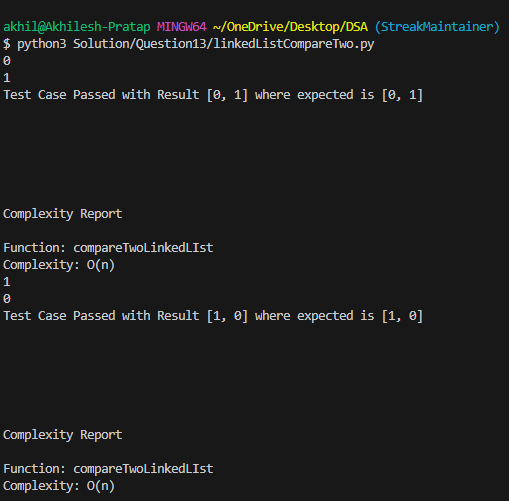 akhil@Akhilesh-Pratap MINGW64 ~/OneDrive/Desktop/DSA (StreakMaintainer)
$ python3 Solution/Question13/linkedListCompareTwo.py
0
1
Test Case Passed with Result [0, 1] where expected is [0, 1]
Complexity Report
Function: compareTwoLinkedLIst
Complexity: O(n)
1
0
Test Case Passed with Result [1, 0] where expected is [1, 0]
Complexity Report
Function: compareTwoLinkedLIst
Complexity: O(n)